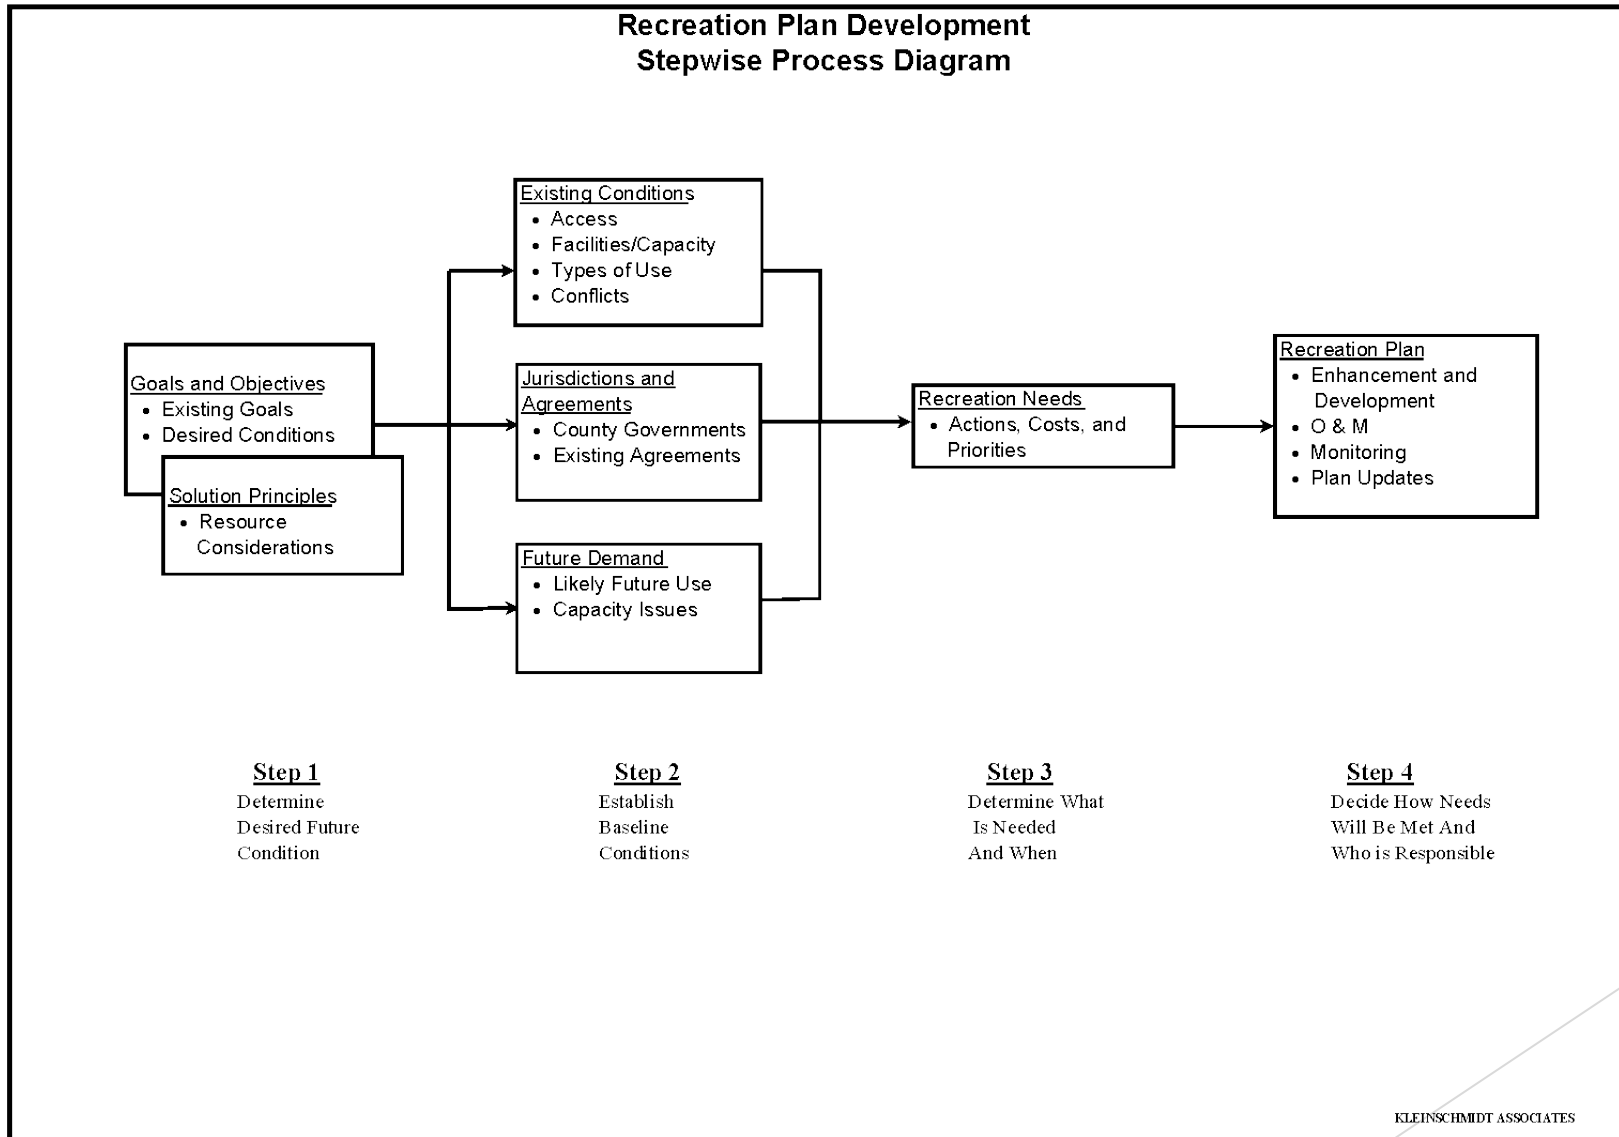 Recreation Plan Development
Stepwise Process Diagram
Goals and Objectives
• Existing Goals
• Desired Conditions
Solution Principles
• Resource
Considerations
Existing Conditions
• Access
• Facilities/Capacity
• Types of Use
• Conflicts
Jurisdictions and
Agreements
• County Governments
• Existing Agreements
Future Demand
• Likely Future Use
• Capacity Issues
Recreation Needs
• Actions, Costs, and
Priorities
Recreation Plan
• Enhancement and
Development
• O & M
• Monitoring
• Plan Updates
Step 1
Determine
Desired Future
Condition
Step 2
Establish
Baseline
Conditions
Step 3
Determine What
Is Needed
And When
Step 4
Decide How Needs
Will Be Met And
Who is Responsible
KLEINSCHMIDT ASSOCIATES